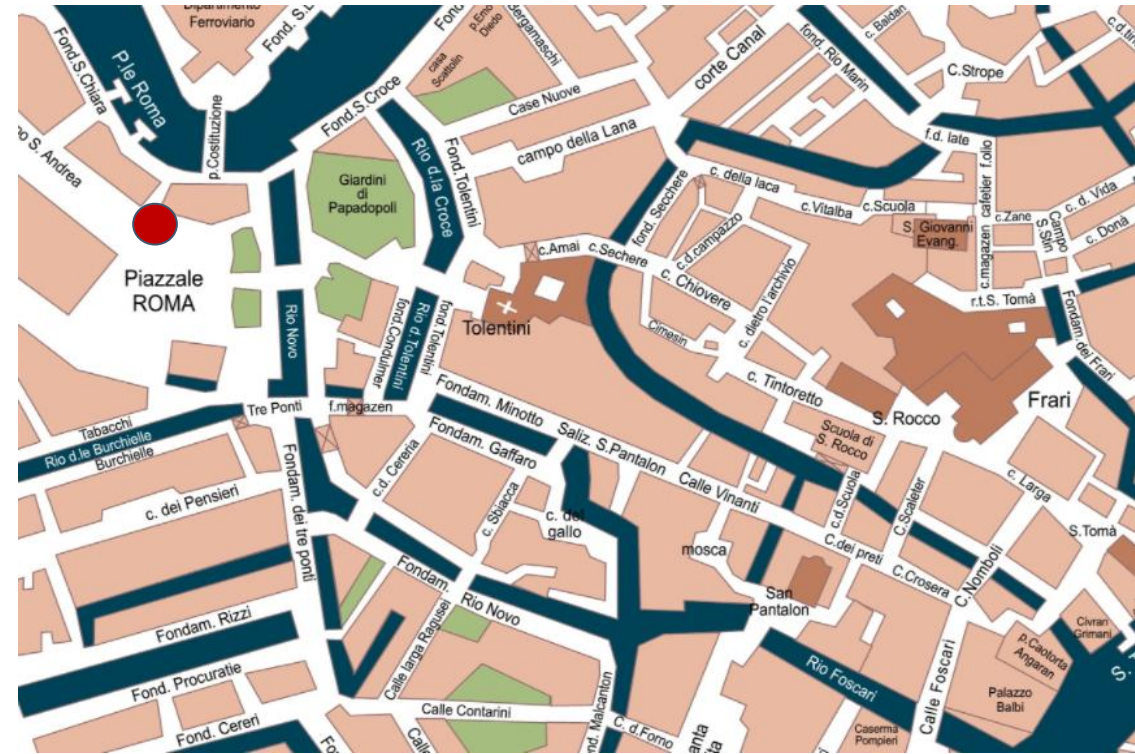 Dipartimento
Ferroviario
Fond.S.Chiara
P.le Roma
p.Costituzione
Fond.S.Croce
casa
Scattolin
p.Emo
Diedo
Bergamaschi
Case Nuove
campo della Lana
corte Canal
fond. Rio Marin
c. Baldan
C.Strope
f.d. late
f.olio
cafetier
c.magazen
c.Zane
Campo
S.Stin
c. d. Vida
c. Donà
r.t.S. Tomà
S. Giovanni
Evang.
c.Scuola
c.Vitalba
c. della laca
fond. Secchere
c.d.campazzo
c.Amai
c.Sechere
c. Chiovere
c. dietro l'archivio
Cimesin
c. Tintoretto
S. Andrea
Giardini
di
Papadopoli
Rio d.la Croce
Fond.Tolentini
Piazzale
ROMA
Rio Novo
fond.Condulmer
Rio d.Tolentini
fond.Tolentini
Tolentini
Tre Ponti
f.magazen
Tabacchi
Rio d.le Burchielle
Burchielle
Fondam. Minotto
Saliz. S.Pantalon
Fondam. Gaffaro
Calle Vinanti
Scuola di
S. Rocco
S. Rocco
Frari
Fondam.dei Frari
c. Larga
S.Tomà
c.d. Cereria
c. Sbiacca
c. del
gallo
mosca
San
Pantalon
c.d.Scuola
C.Scaleter
C.dei preti
C.Crosera
C.Nomboli
c. dei Pensieri
Fondam. dei tre ponti
Fondam. Rio Novo
Fondam. Rizzi
Fond. Procuratie
Fond. Cereri
Calle larga Ragusei
Calle Contarini
Fond. Malcanton
C. d.Forno
Rio Foscari
Calle Foscari
Caserma
Pompieri
Palazzo
Balbi
p.Caotorta
Angaran
Civran
Grimani